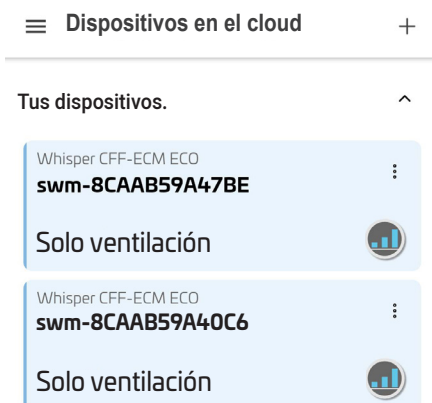 Dispositivos en el cloud
Tus dispositivos.
Whisper CFF-ECM ECO
swm-8CAAB59A47BE
Solo ventilación
Whisper CFF-ECM ECO
swm-8CAAB59A40C6
Solo ventilación